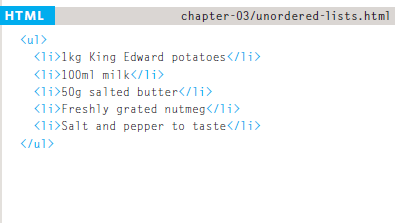 HTML chapter-03/unordered-lists.html
<ul>
<li>1kg King Edward potatoes</li>
<li>100ml milk</li>
<li>50g salted butter</li>
<li>Freshly grated nutmeg</li>
<li>Salt and pepper to taste</li>
</ul>